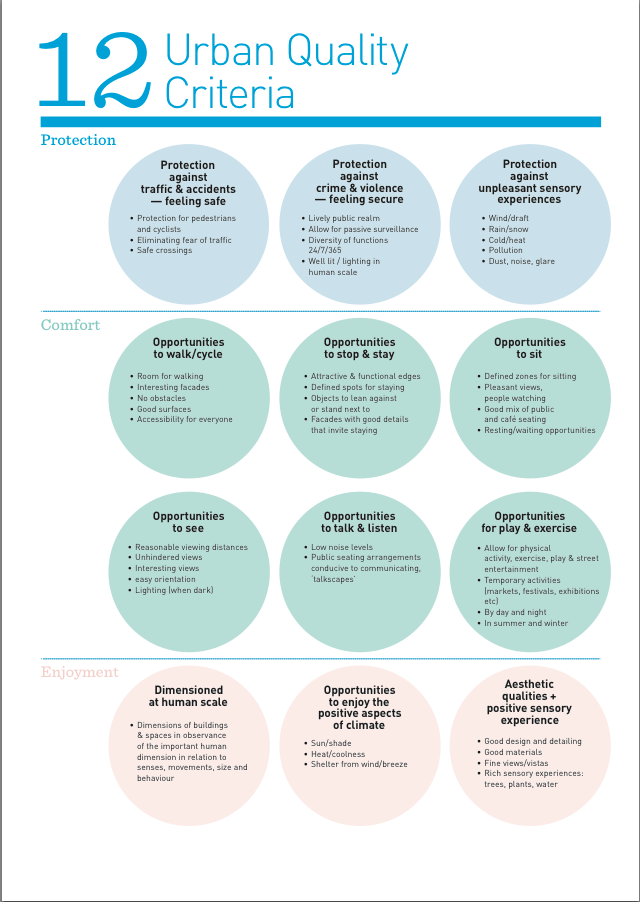 12 Urban Quality
Criteria
Protection
Protection
against
traffic & accidents
— feeling safe
• Protection for pedestrians
and cyclists
• Eliminating fear of traffic
• Safe crossings
Protection
against
crime & violence
— feeling secure
• Lively public realm
• Allow for passive surveillance
• Diversity of functions
24/7/365
• Well lit / lighting in
human scale
Protection
against
unpleasant sensory
experiences
• Wind/draft
• Rain/snow
• Cold/heat
• Pollution
• Dust, noise, glare
Comfort
Opportunities
to walk/cycle
• Room for walking
• Interesting facades
• No obstacles
• Good surfaces
• Accessibility for everyone
Opportunities
to stop & stay
• Attractive & functional edges
• Defined spots for staying
• Objects to lean against
or stand next to
• Facades with good details
that invite staying
Opportunities
to sit
• Defined zones for sitting
• Pleasant views,
people watching
• Good mix of public
and café seating
• Resting/waiting opportunities
Opportunities
to see
• Reasonable viewing distances
• Unhindered views
• Interesting views
• easy orientation
• Lighting (when dark)
Opportunities
to talk & listen
• Low noise levels
• Public seating arrangements
conducive to communicating,
'talkscapes'
Opportunities
for play & exercise
• Allow for physical
activity, exercise, play & street
entertainment
• Temporary activities
(markets, festivals, exhibitions
etc)
• By day and night
• In summer and winter
Enjoyment
Dimensioned
at human scale
• Dimensions of buildings
& spaces in observance
of the important human
dimension in relation to
senses, movements, size and
behaviour
Opportunities
to enjoy the
positive aspects
of climate
• Sun/shade
• Heat/coolness
• Shelter from wind/breeze
Aesthetic
qualities +
positive sensory
experience
• Good design and detailing
• Good materials
• Fine views/vistas
• Rich sensory experiences:
trees, plants, water